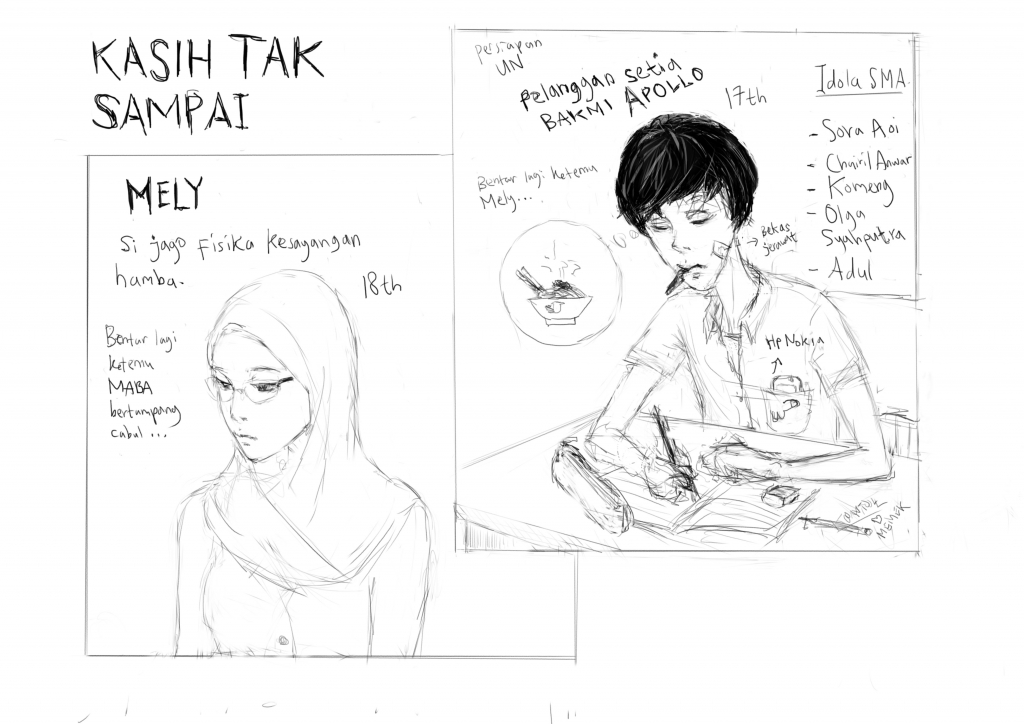 KASIH TAK
SAMPAI
MELY
Si jago Fisika kesayangan
hamba.
18th
Bentar lagi
ketemu
MABA
bertampang
cabul...
persiapan
UN
Pelanggan setia
BAKMI APOLLO
17th
Bentar lagi ketemu
Mely...
Bekas
jerawat
Hp Nokia
Idola SMA
- Sora Aoi
- Chairil Anwar
- Komeng
- Olga
Syahputra
- Adul